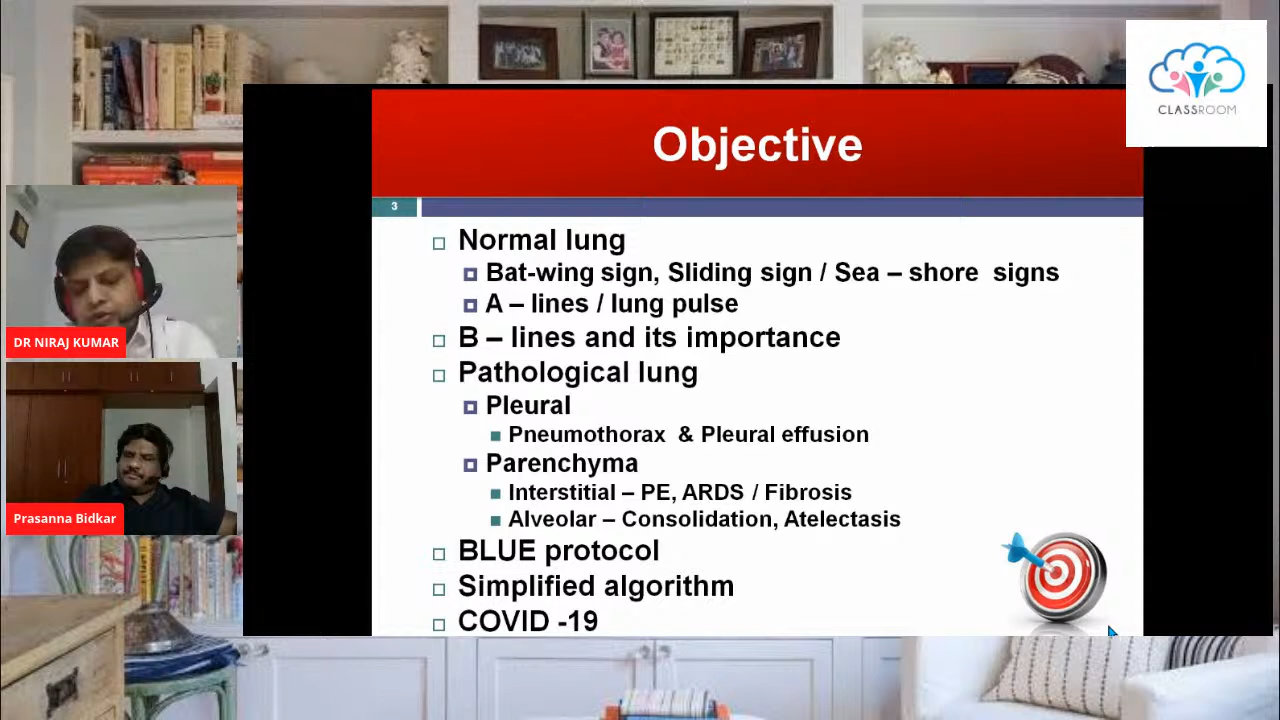 CLASSROOM
Objective
3
Normal lung
Bat-wing sign, Sliding sign / Sea – shore signs
A – lines / lung pulse
B – lines and its importance
Pathological lung
Pleural
Pneumothorax & Pleural effusion
Parenchyma
Interstitial – PE, ARDS / Fibrosis
Alveolar – Consolidation, Atelectasis
BLUE protocol
Simplified algorithm
COVID -19
DR NIRAJ KUMAR
Prasanna Bidkar